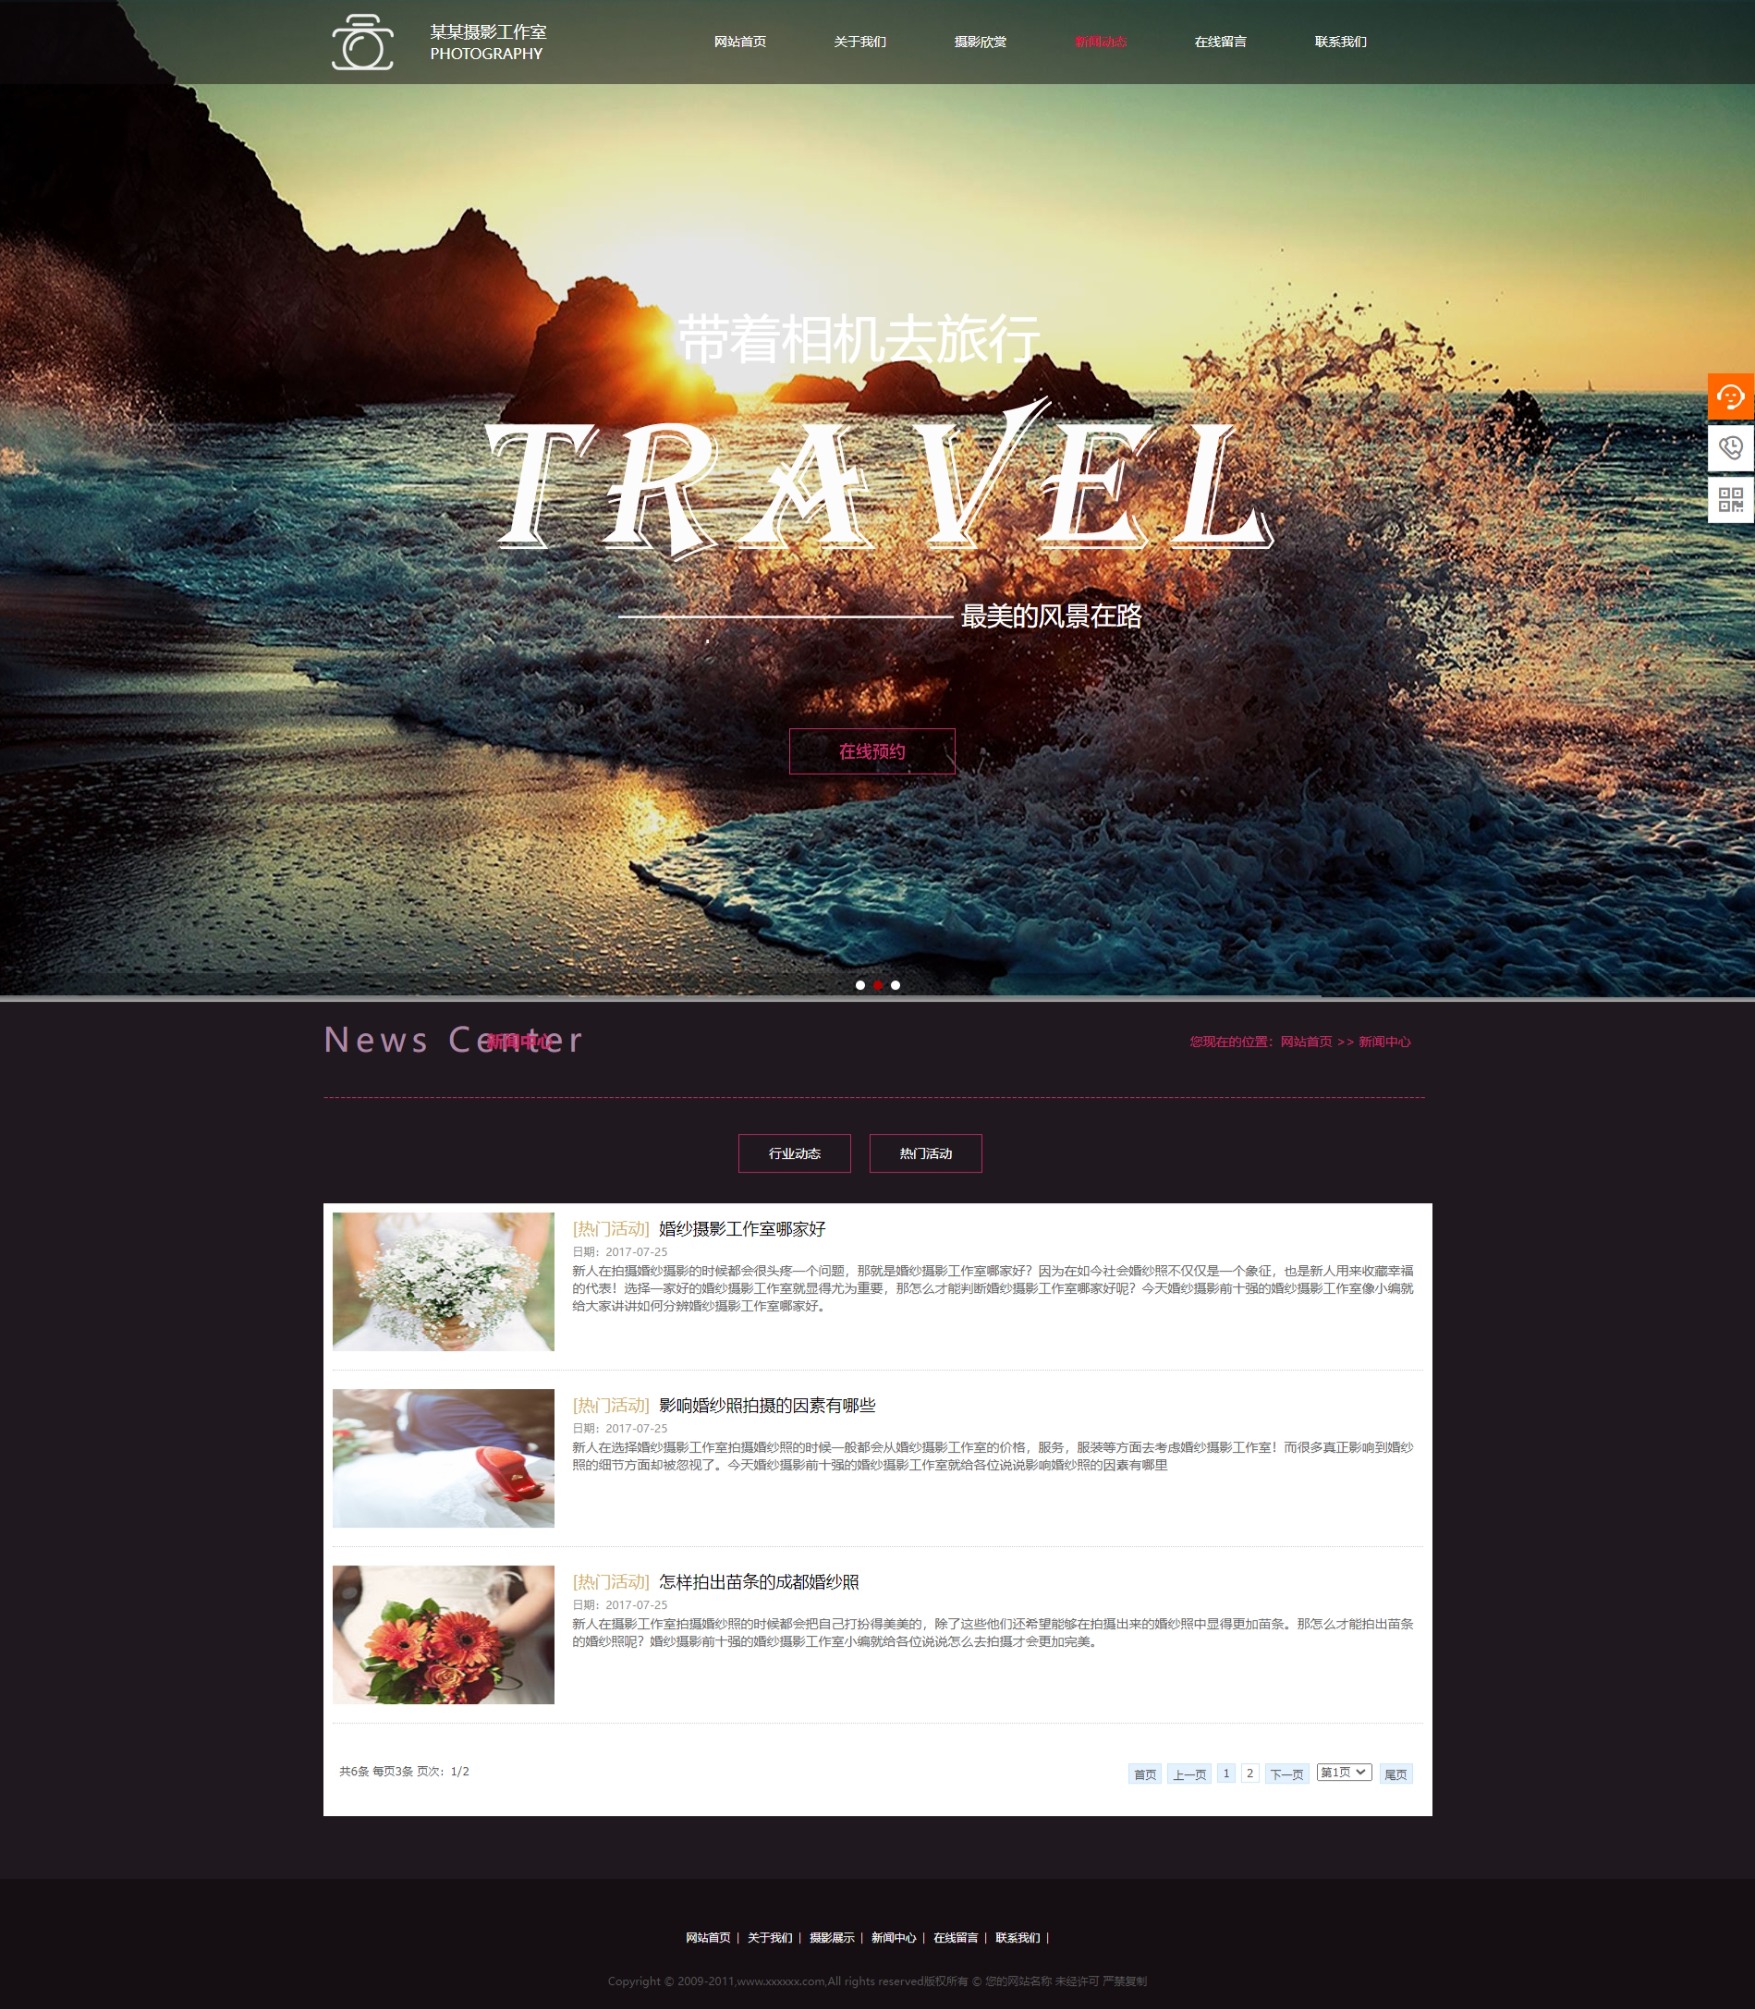 某某摄影工作室
PHOTOGRAPHY
网站首页 关于我们 摄影欣赏 新闻动态 在线留言 联系我们
带着相机去旅行
TRAVEL
最美的风景在路
在线预约
News Center
新闻中心
您现在的位置：网站首页 >> 新闻中心
行业动态 热门活动
[热门活动] 婚纱摄影工作室哪家好
日期：2017-07-25
新人在拍摄婚纱摄影的时候都会很头疼一个问题，那就是婚纱摄影工作室哪家好？因为在如今社会婚纱照不仅仅是一个象征，也是新人用来收藏幸福
的代表！选择一家好的婚纱摄影工作室就显得尤为重要，那怎么才能判断婚纱摄影工作室哪家好呢？今天婚纱摄影前十强的婚纱摄影工作室像小编就
给大家讲讲如何分辨婚纱摄影工作室哪家好。
[热门活动] 影响婚纱照拍摄的因素有哪些
日期：2017-07-25
新人在选择婚纱摄影工作室拍摄婚纱照的时候一般都会从婚纱摄影工作室的价格，服务，服装等方面去考虑婚纱摄影工作室！而很多真正影响到婚纱
照的细节方面却被忽视了。今天婚纱摄影前十强的婚纱摄影工作室就给各位说说影响婚纱照的因素有哪里
[热门活动] 怎样拍出苗条的成都婚纱照
日期：2017-07-25
新人在摄影工作室拍摄婚纱照的时候都会把自己打扮得美美的，除了这些他们还希望能够在拍摄出来的婚纱照中显得更加苗条。那怎么才能拍出苗条
的婚纱照呢？婚纱摄影前十强的婚纱摄影工作室小编就给各位说说怎么去拍摄才会更加完美。
共6条 每页3条 页次：1/2
首页 上一页 1 2 下一页 第1页 尾页
网站首页 | 关于我们 | 摄影展示 | 新闻中心 | 在线留言 | 联系我们 |
Copyright © 2009-2011,www.xxxxxx.com,All rights reserved版权所有 © 您的网站名称 未经许可 严禁复制